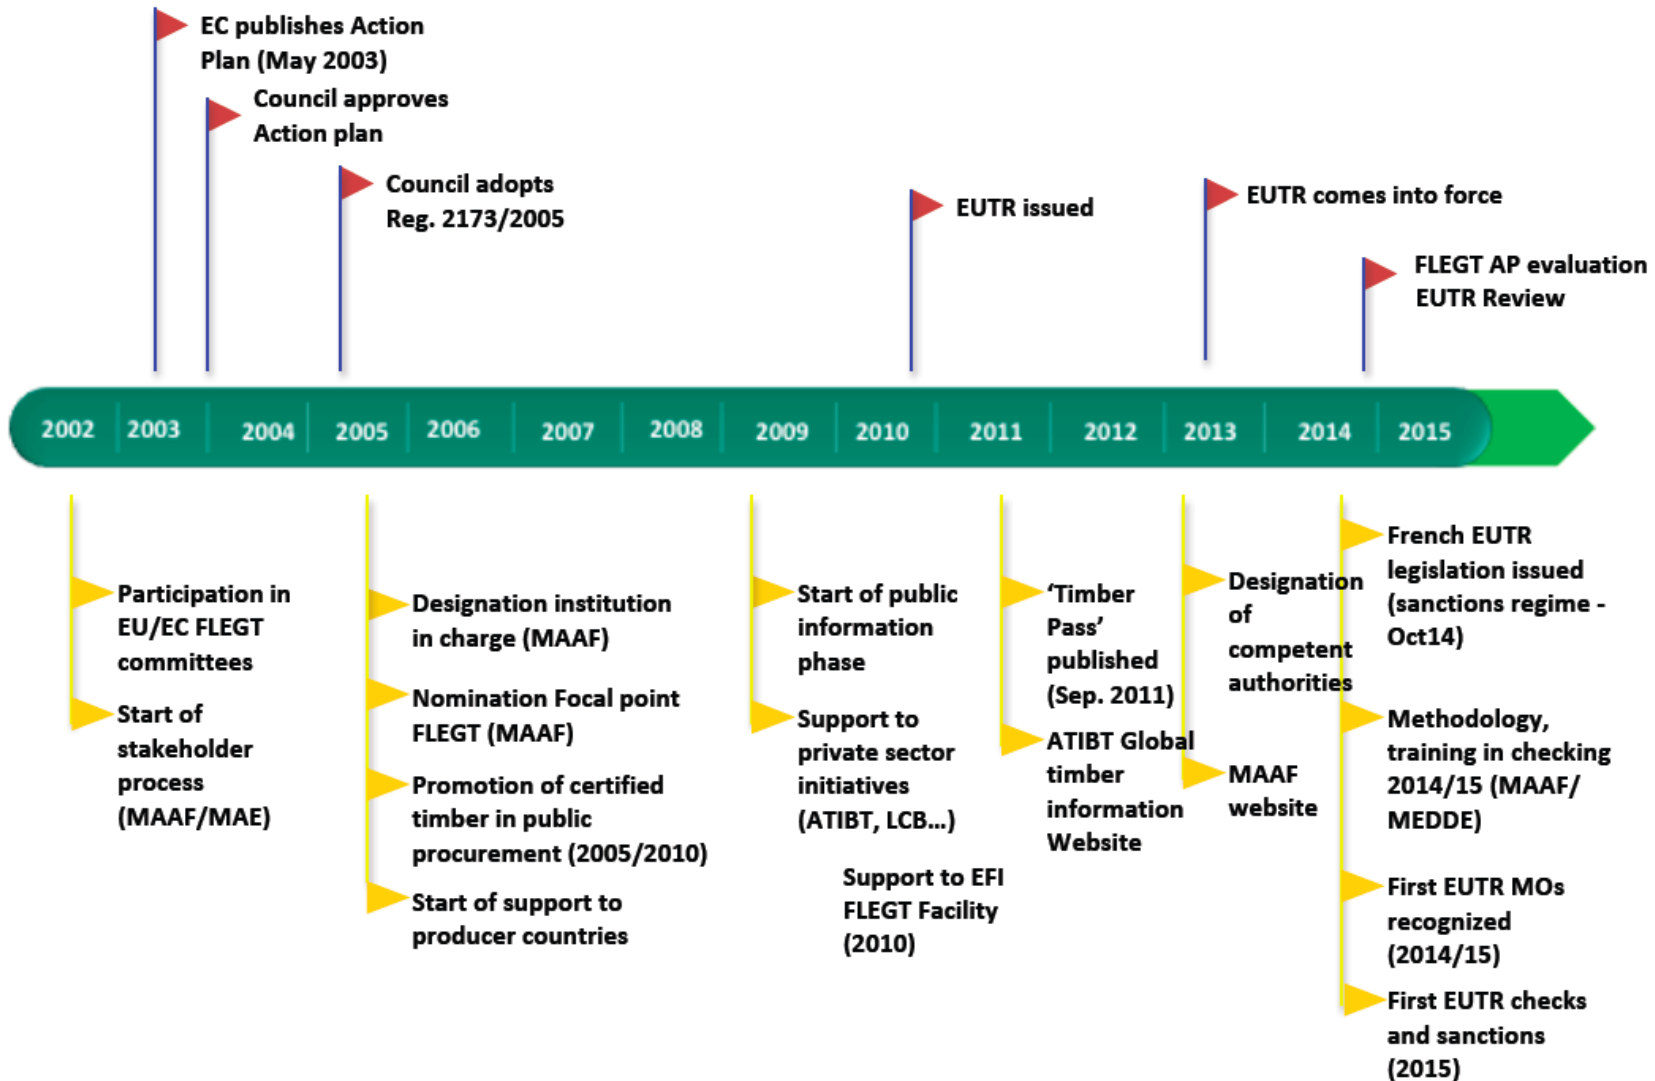 EC publishes Action
Plan (May 2003)
Council approves
Action plan
Council adopts
Reg. 2173/2005
EUTR issued
EUTR comes into force
FLEGT AP evaluation
EUTR Review
2002 2003 2004 2005 2006 2007 2008 2009 2010 2011 2012 2013 2014 2015
Participation in
EU/EC FLEGT
committees
Start of
stakeholder
process
(MAAF/MAE)
Designation institution
in charge (MAAF)
Nomination Focal point
FLEGT (MAAF)
Promotion of certified
timber in public
procurement (2005/2010)
Start of support to
producer countries
Start of public
information
phase
Support to
private sector
initiatives
(ATIBT, LCB...)
Support to EFI
FLEGT Facility
(2010)
‘Timber
Pass’
published
(Sep. 2011)
ATIBT Global
timber
information
Website
Designation
of
competent
authorities
MAAF
website
French EUTR
legislation issued
(sanctions regime -
Oct14)
Methodology,
training in checking
2014/15 (MAAF/
MEDDE)
First EUTR MOs
recognized
(2014/15)
First EUTR checks
and sanctions
(2015)